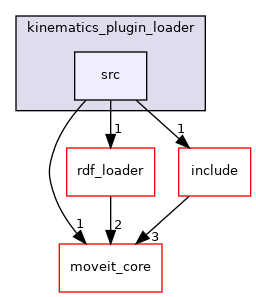 kinematics_plugin_loader
src
1
1
rdf_loader
include
1
2
3
moveit_core